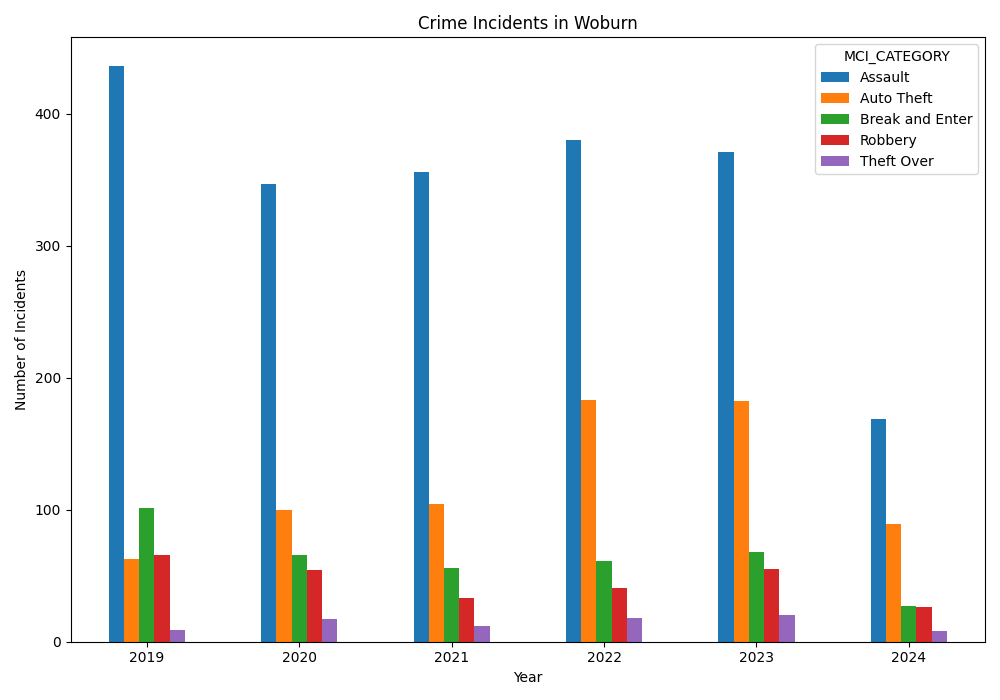 Crime Incidents in Woburn
MCI_CATEGORY
Assault
Auto Theft
Break and Enter
Robbery
Theft Over
Number of Incidents
400
300
200
100
0
2019 2020 2021 2022 2023 2024
Year